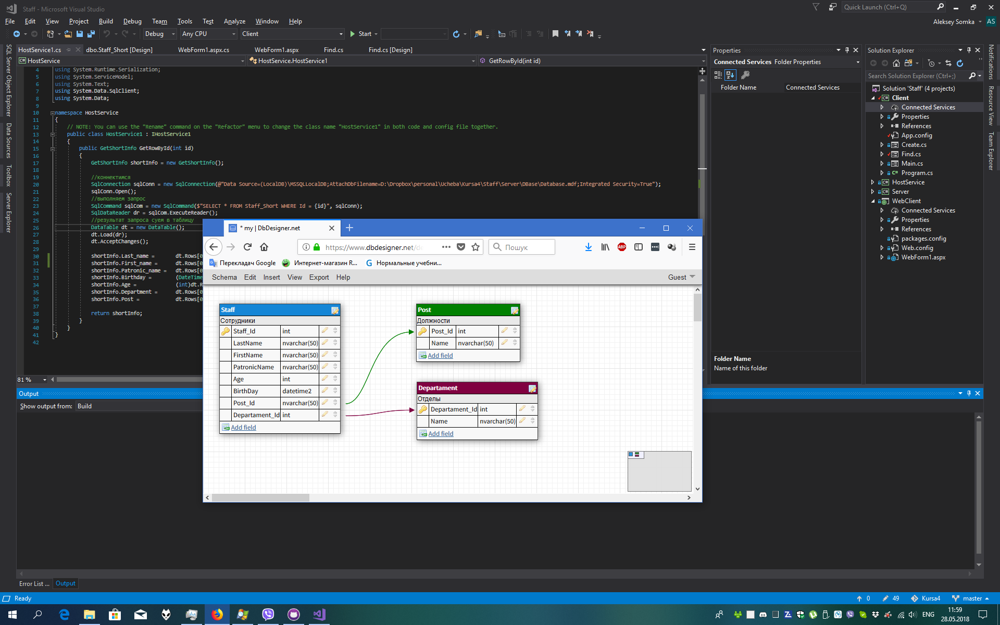 Staff - Microsoft Visual Studio
Quick Launch (Ctrl+Q)
File Edit View Project Build Debug Team Tools Test Analyze Window Help
Aleksey Somka AS
Debug Any CPU Client Start
HostService1.cs dbo.Staff_Short [Design] WebForm1.aspx.cs WebForm1.aspx Find.cs Find.cs [Design]
HostService HostService.HostService1 GetRowById(int id)
SQL Server Object Explorer
Data Sources
Toolbox
Server Explorer
4 using System.Runtime.Serialization;
5 using System.ServiceModel;
6 using System.Text;
7 using System.Data.SqlClient;
8 using System.Data;
9
10 namespace HostService
11 {
12 // NOTE: You can use the "Rename" command on the "Refactor" menu to change the class name "HostService1" in both code and config file together.
13 public class HostService1 : IHostService1
14 {
15 public GetShortInfo GetRowById(int id)
16 {
17 GetShortInfo shortInfo = new GetShortInfo();
18
19 //коннектимся
20 SqlConnection sqlConn = new SqlConnection(@"Data Source=(LocalDB)\MSSQLLocalDB;AttachDbFilename=D:\Dropbox\personal\Ucheba\Kursa4\Staff\Server\DBase\Database.mdf;Integrated Security=True");
21 sqlConn.Open();
22 //выполняем запрос
23 SqlCommand sqlCom = new SqlCommand($"SELECT * FROM Staff_Short WHERE Id = {id}", sqlConn);
24 SqlDataReader dr = sqlCom.ExecuteReader();
25 //результат запроса суем в таблицу
26 DataTable dt = new DataTable();
27 dt.Load(dr);
28 dt.AcceptChanges();
29
30 shortInfo.Last_name = dt.Rows[0
31 shortInfo.First_name = dt.Rows[0
32 shortInfo.Patronic_name = dt.Rows[0
33 shortInfo.Birthday = (DateTime
34 shortInfo.Age = (int)dt.R
35 shortInfo.Department = dt.Rows[0
36 shortInfo.Post = dt.Rows[0
37
38 return shortInfo;
39 }
40 }
41 }
42
81 %
Output
Show output from: Build
Error List ... Output
Ready
0 49 Kursa4 master
* my | DbDesigner.net
https://www.dbdesigner.net/de
Пошук
ABP
Перекладач Google Интернет-магазин R... Нормальные учебни...
Schema Edit Insert View Export Help Guest
Staff
Сотрудники
Staff_Id int
LastName nvarchar(50)
FirstName nvarchar(50)
PatronicName nvarchar(50)
Age int
BirthDay datetime2
Post_Id nvarchar(50)
Departament_Id int
Add field
Post
Должности
Post_Id int
Name nvarchar(50)
Add field
Departament
Отделы
Departament_Id int
Name nvarchar(50)
Add field
Properties
Connected Services Folder Properties
Folder Name Connected Services
Folder Name
Name of this folder
Solution Explorer
Search Solution Explorer (Ctrl+;)
Solution 'Staff' (4 projects)
Client
Connected Services
Properties
References
App.config
Create.cs
Find.cs
Main.cs
Program.cs
HostService
Server
WebClient
Connected Services
Properties
References
packages.config
Web.config
WebForm1.aspx
Notifications
Resource View
Team Explorer
ENG
11:59
28.05.2018